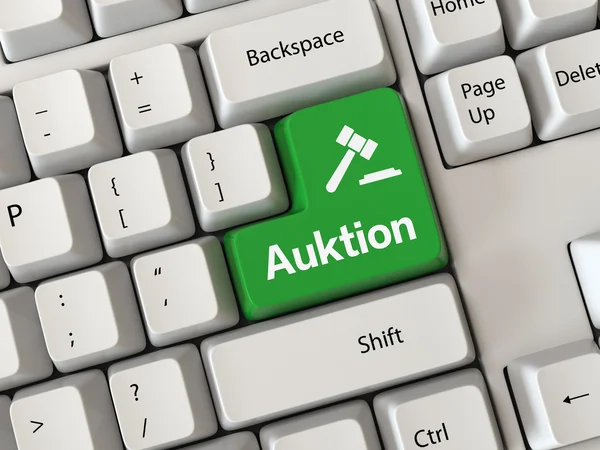 Home
Backspace
Page
Up
Delet
+
=
_
-
}
]
{
[
P
Auktion
“
,
:
;
Shift
?
/
>
Ctrl
←